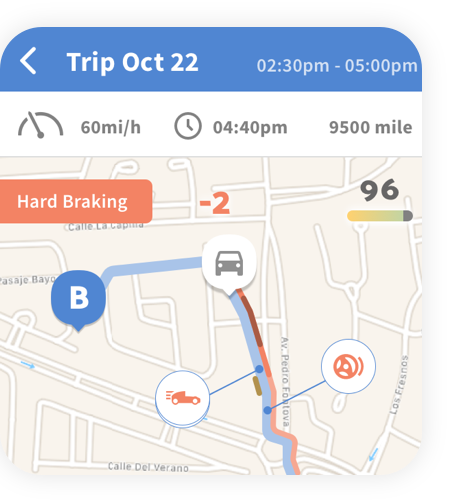 Trip Oct 22
02:30pm - 05:00pm
60mi/h
04:40pm
9500 mile
Hard Braking
-2
96
Calle La Capilla
Pasaje Bayo
B
Av. Pedro Fontova
Los Fresnos
Calle Del Verano